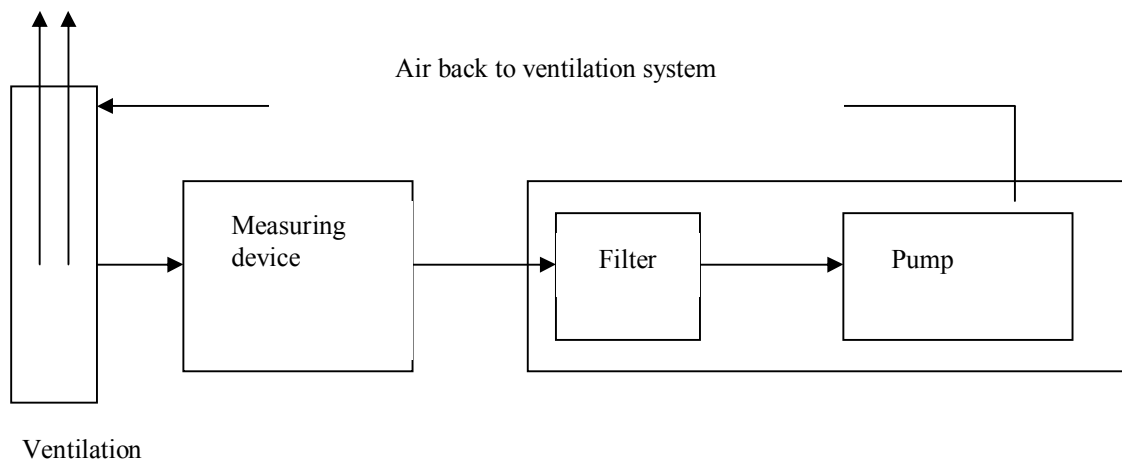 Air back to ventilation system
Measuring
device
Filter
Pump
Ventilation